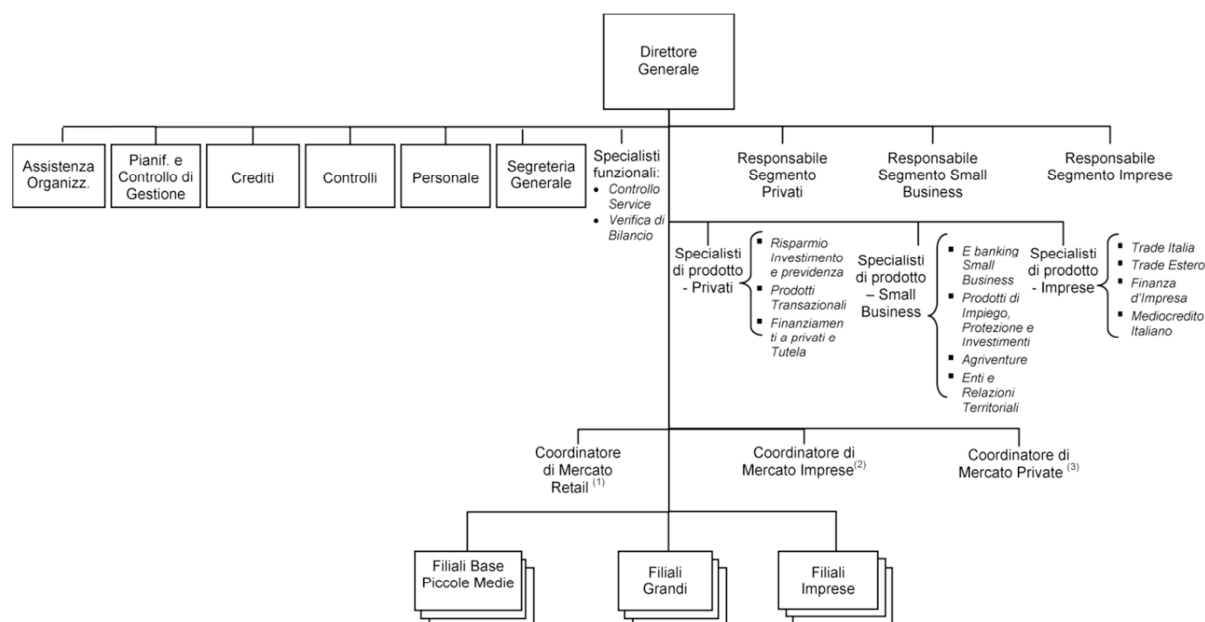 Direttore
Generale
Assistenza
Organizz.
Pianif. e
Controllo di
Gestione
Crediti
Controlli
Personale
Segreteria
Generale
Specialisti
funzionali:
• Controllo
Service
• Verifica di
Bilancio
Responsabile
Segmento
Privati
Responsabile
Segmento Small
Business
Responsabile
Segmento Imprese
Specialisti
di prodotto
- Privati
▪ Risparmio
Investimento
e previdenza
▪ Prodotti
Transazionali
▪ Finanziamen
ti a privati e
Tutela
Specialisti
di prodotto
– Small
Business
▪ E banking
Small
Business
▪ Prodotti di
Impiego,
Protezione e
Investimenti
▪ Agriventure
▪ Enti e
Relazioni
Territoriali
Specialisti
di prodotto
- Imprese
▪ Trade Italia
▪ Trade Estero
▪ Finanza
d'Impresa
▪ Mediocredito
Italiano
Coordinatore
di Mercato
Retail (1)
Coordinatore di
Mercato Imprese(2)
Coordinatore di
Mercato Private (3)
Filiali Base
Piccole Medie
Filiali
Grandi
Filiali
Imprese